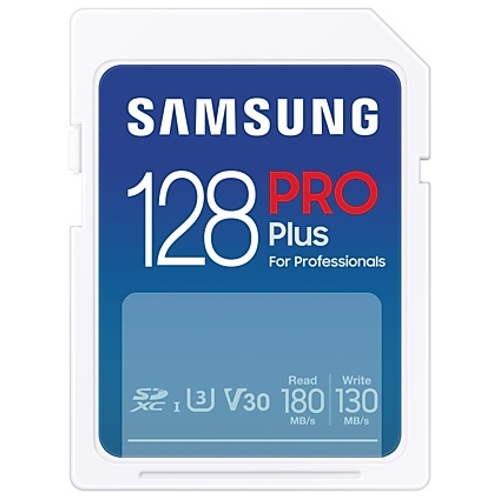 SAMSUNG
128 PRO
Plus
For Professionals
SD XC I U3 V30 Read 180 MB/s Write 130 MB/s